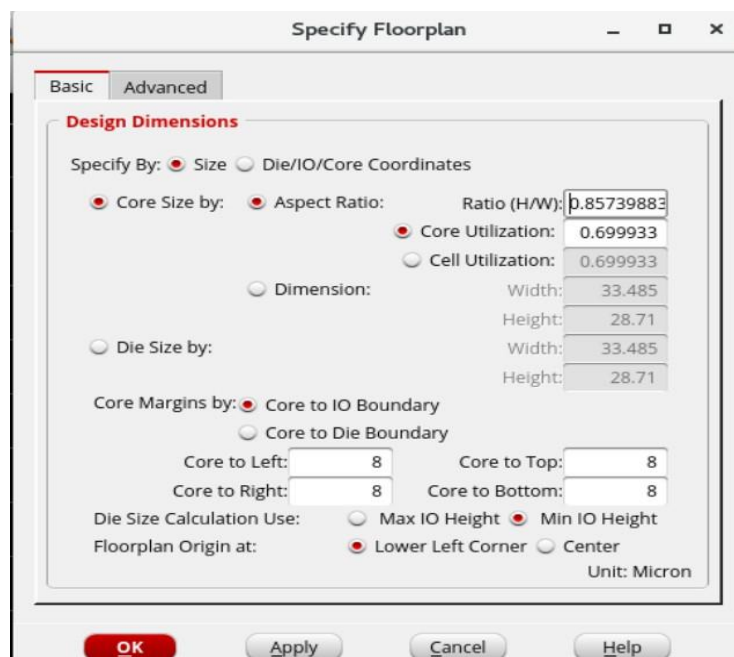 Specify Floorplan
Basic Advanced
Design Dimensions
Specify By: Size Die/IO/Core Coordinates
Core Size by: Aspect Ratio: Ratio (H/W): 0.85739883
Core Utilization: 0.699933
Cell Utilization: 0.699933
Dimension: Width: 33.485
Height: 28.71
Die Size by: Width: 33.485
Height: 28.71
Core Margins by: Core to IO Boundary
Core to Die Boundary
Core to Left: 8 Core to Top: 8
Core to Right: 8 Core to Bottom: 8
Die Size Calculation Use: Max IO Height Min IO Height
Floorplan Origin at: Lower Left Corner Center
Unit: Micron
OK Apply Cancel Help